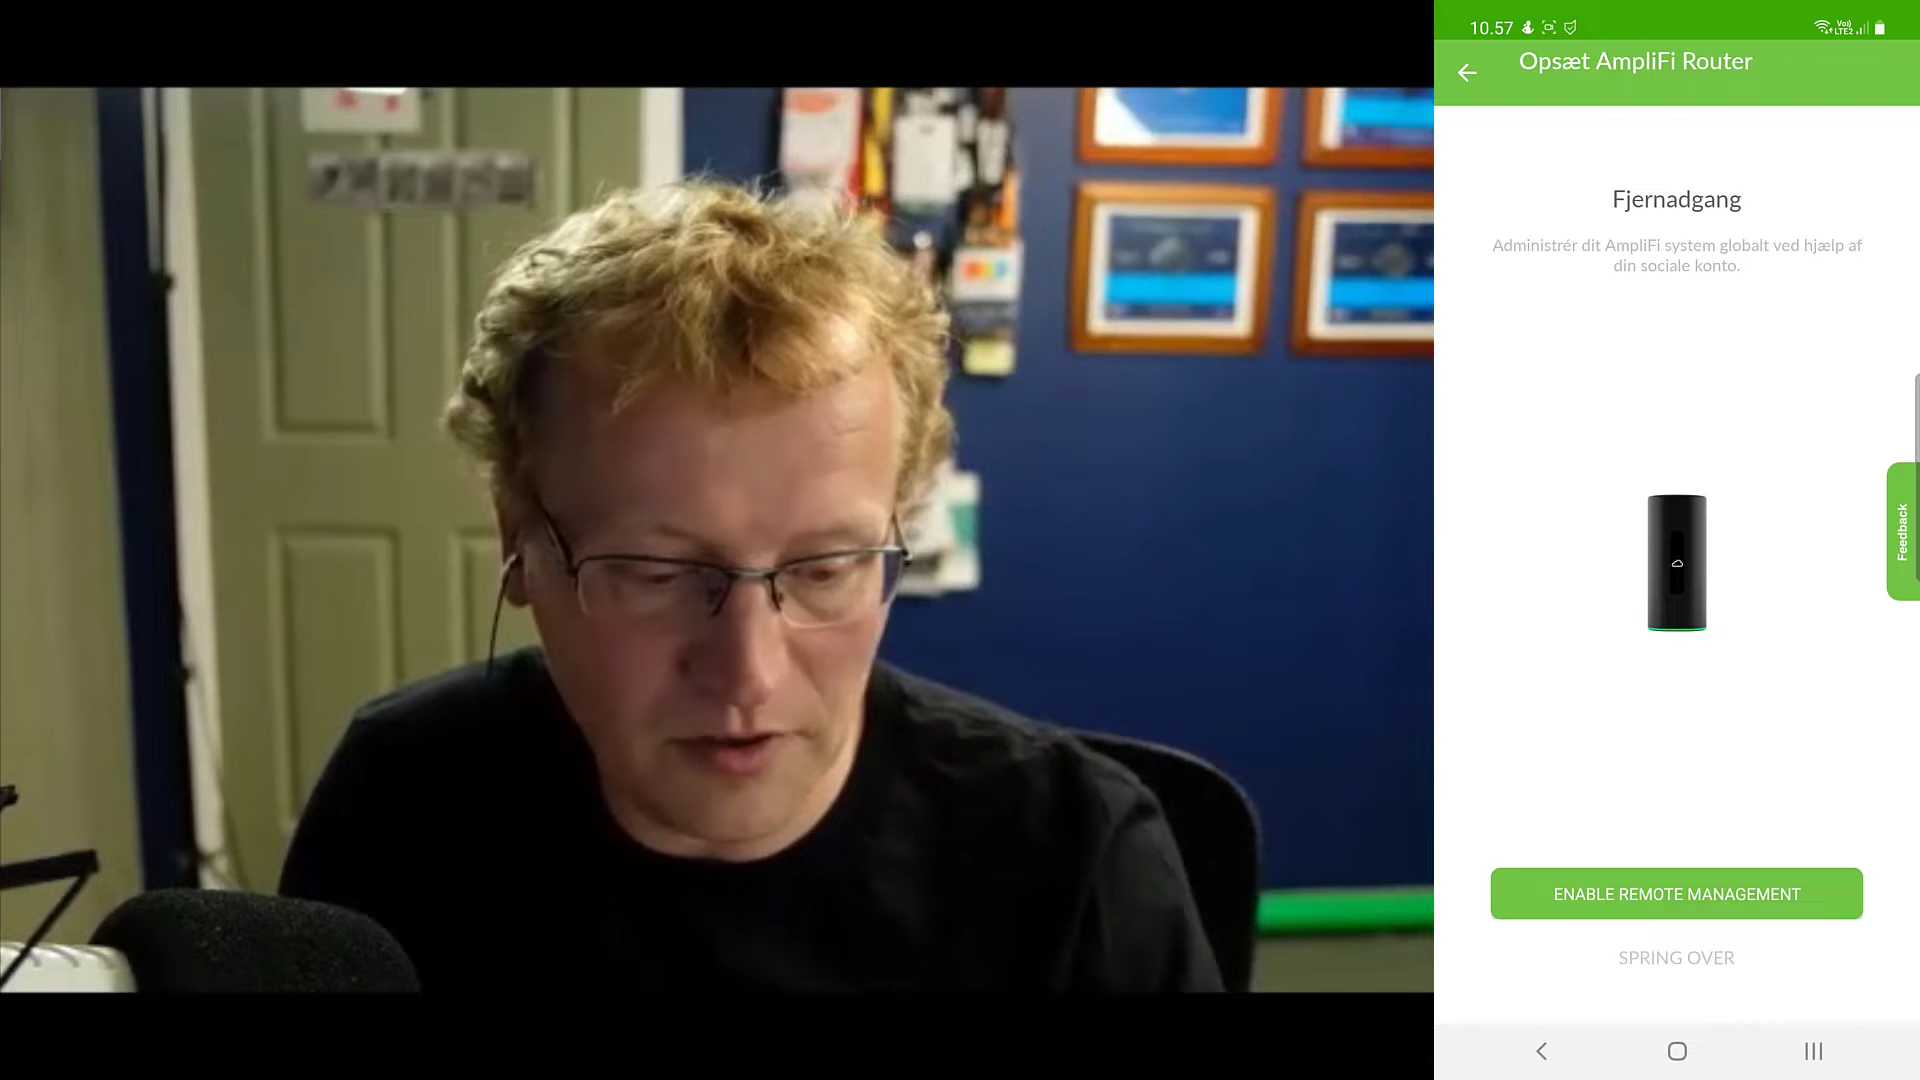 10.57
Opsæt AmpliFi Router
Fjernadgang
Administrér dit AmpliFi system globalt ved hjælp af
din sociale konto.
Feedback
ENABLE REMOTE MANAGEMENT
SPRING OVER